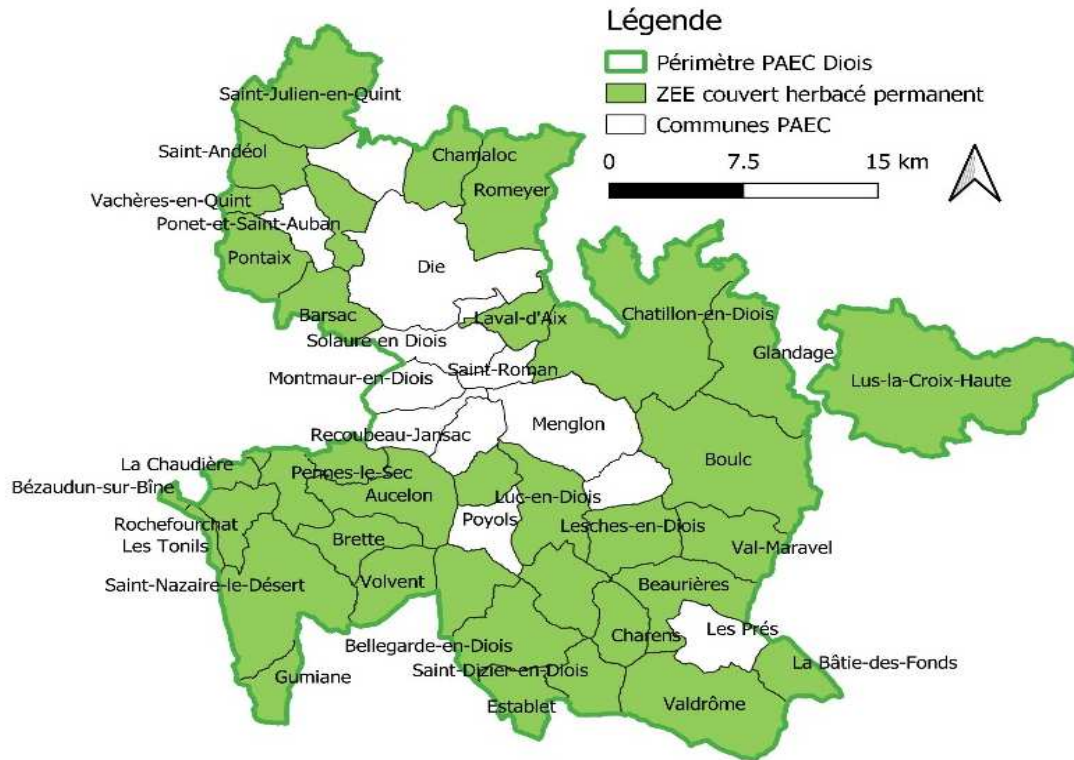 Légende
Périmètre PAEC Diois
ZEE couvert herbacé permanent
Communes PAEC
0 7.5 15 km
Saint-Julien-en-Quint
Saint-Andéol
Chamaloc
Romeyer
Vachères-en-Quint
Ponet-et-Saint-Auban
Pontaix
Die
Barsac
Laval-d'Aix
Chatillon-en-Diois
Solaure en Diois
Glandage
Saint-Roman
Montmaur-en-Diois
Lus-la-Croix-Haute
Menglon
Recoubeau-Jansac
Boulc
La Chaudière
Pennes-le-Sec
Bézaudun-sur-Bîne
Aucelon
Luc-en-Diois
Poyols
Rochefourchat
Lesches-en-Diois
Les Tonils
Brette
Val-Maravel
Saint-Nazaire-le-Désert
Volvent
Beaurières
Charens
Les Prés
Bellegarde-en-Diois
La Bâtie-des-Fonds
Saint-Dizier-en-Diois
Gumiane
Valdrôme
Establet